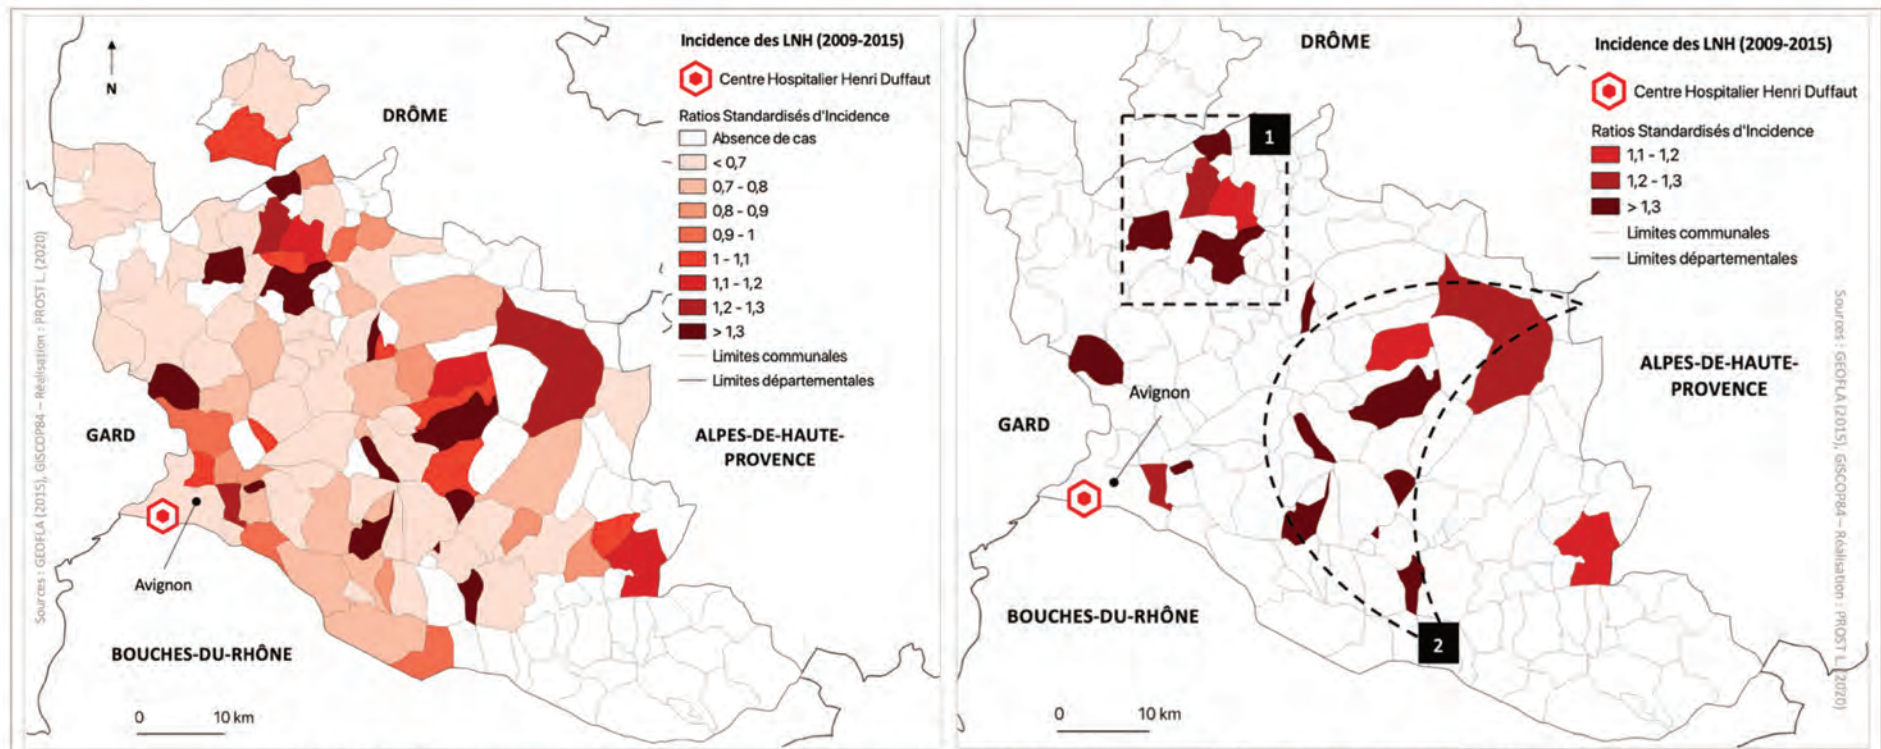 N
DRÔME
GARD
ALPES-DE-HAUTE-
PROVENCE
Avignon
BOUCHES-DU-RHÔNE
0 10 km
Sources : GEOFLA (2015), GISCOP84 – Réalisation : PROST L. (2020)
Incidence des LNH (2009-2015)
Centre Hospitalier Henri Duffaut
Ratios Standardisés d'Incidence
Absence de cas
< 0,7
0,7 - 0,8
0,8 - 0,9
0,9 - 1
1 - 1,1
1,1 - 1,2
1,2 - 1,3
> 1,3
Limites communales
Limites départementales
DRÔME
1
GARD
Avignon
ALPES-DE-HAUTE-
PROVENCE
BOUCHES-DU-RHÔNE
2
0 10 km
Incidence des LNH (2009-2015)
Centre Hospitalier Henri Duffaut
Ratios Standardisés d'Incidence
1,1 - 1,2
1,2 - 1,3
> 1,3
Limites communales
Limites départementales
Sources : GEOFLA (2015), GISCOP84 – Réalisation : PROST L. (2020)